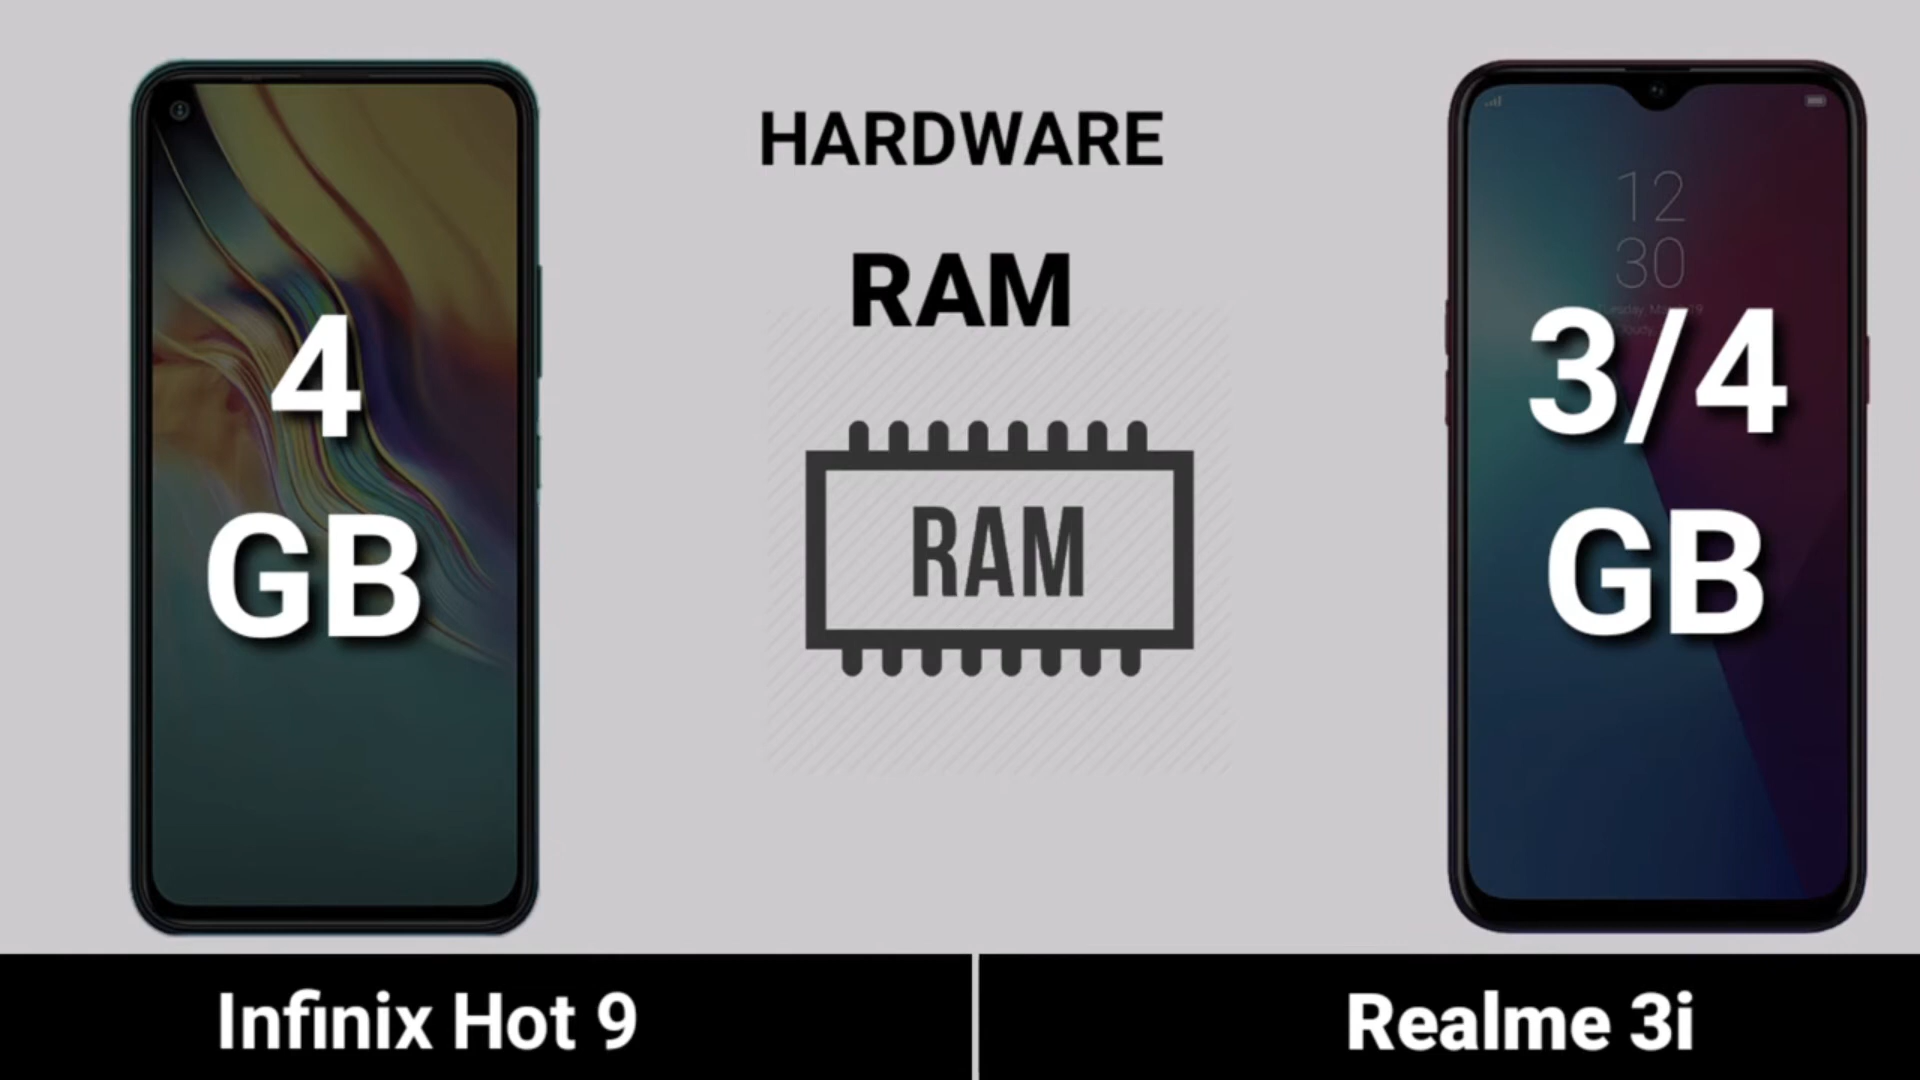 HARDWARE
RAM
RAM
4
GB
12
30
3/4
GB
Infinix Hot 9
Realme 3i